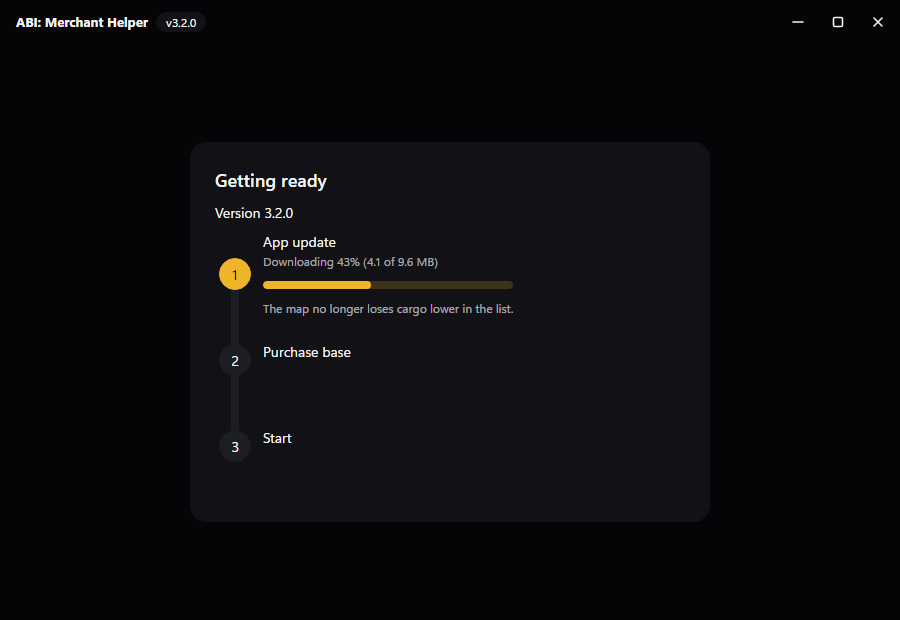 ABI: Merchant Helper v3.2.0
Getting ready
Version 3.2.0
App update
1
Downloading 43% (4.1 of 9.6 MB)
The map no longer loses cargo lower in the list.
2 Purchase base
3 Start